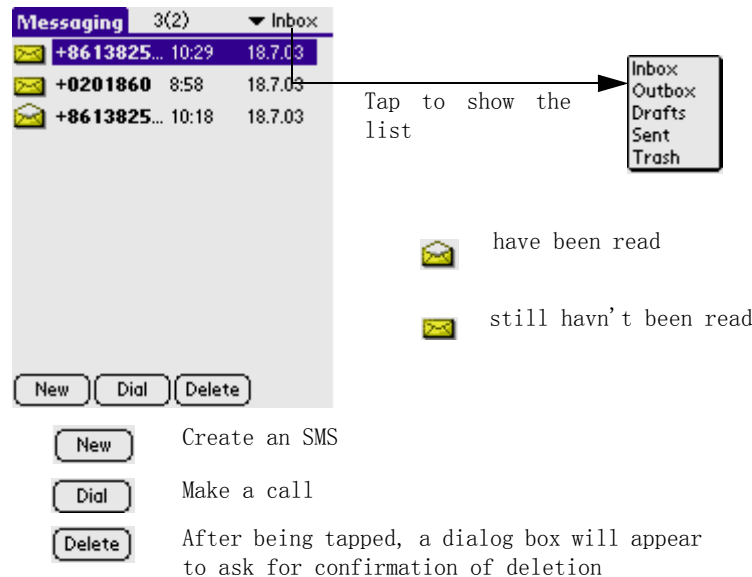 Messaging 3(2) Inbox
+8613825... 10:29 18.7.03
+0201860 8:58 18.7.03
+8613825... 10:18 18.7.03
Tap to show the
list
Inbox
Outbox
Drafts
Sent
Trash
have been read
still havn't been read
New Dial Delete
New Create an SMS
Dial Make a call
Delete After being tapped, a dialog box will appear
to ask for confirmation of deletion